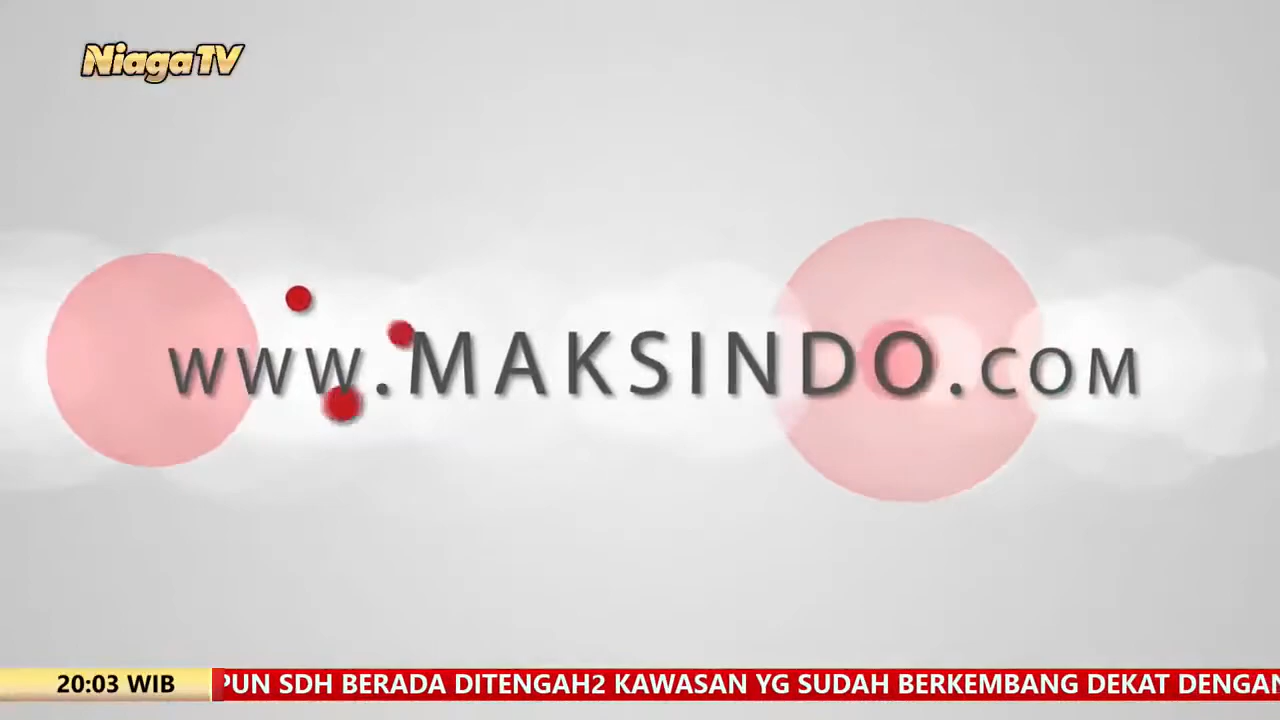 NiagaTV
www.MAKSINDO.COM
20:03 WIB
PUN SDH BERADA DITENGAH2 KAWASAN YG SUDAH BERKEMBANG DEKAT DENGAN